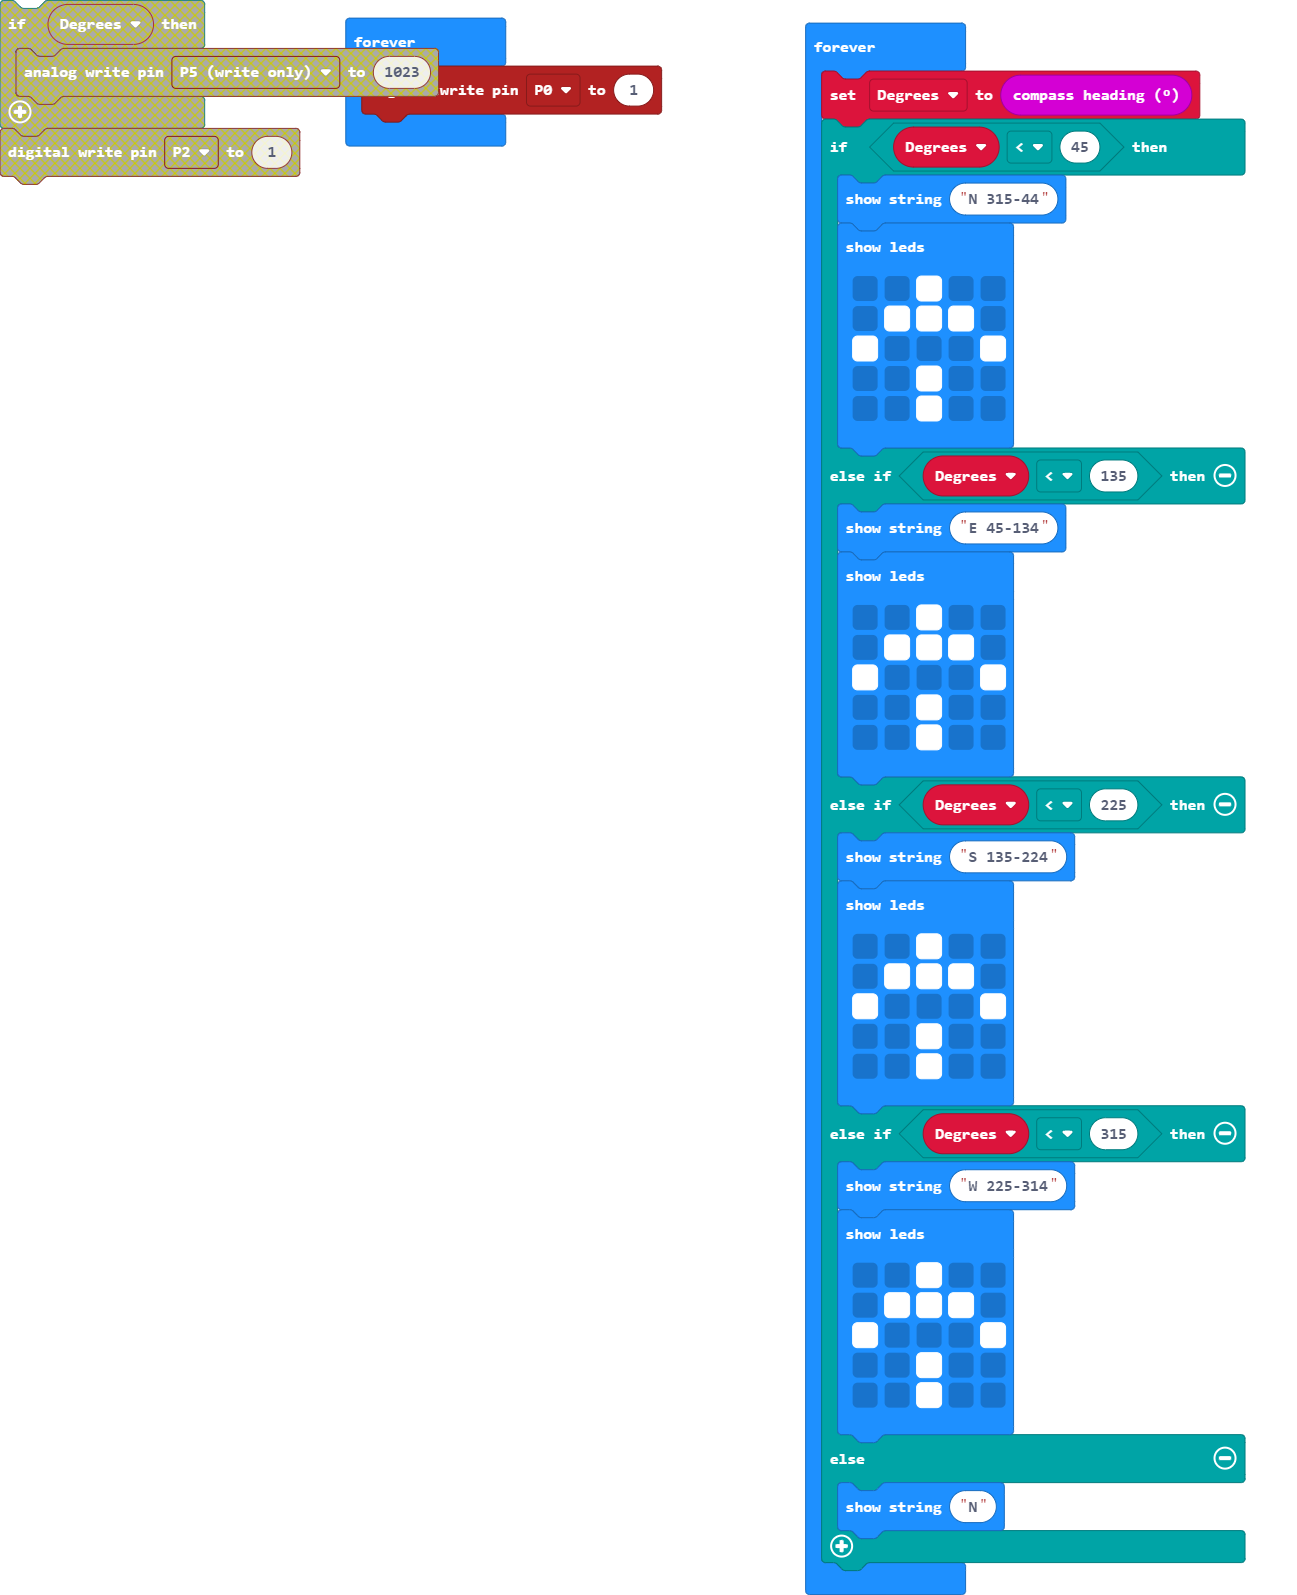 if Degrees then
analog write pin P5 (write only) to 1023
digital write pin P2 to 1
forever
write pin P0 to 1
forever
set Degrees to compass heading (º)
if Degrees < 45 then
show string "N 315-44"
show leds
else if Degrees < 135 then
show string "E 45-134"
show leds
else if Degrees < 225 then
show string "S 135-224"
show leds
else if Degrees < 315 then
show string "W 225-314"
show leds
else
show string "N"